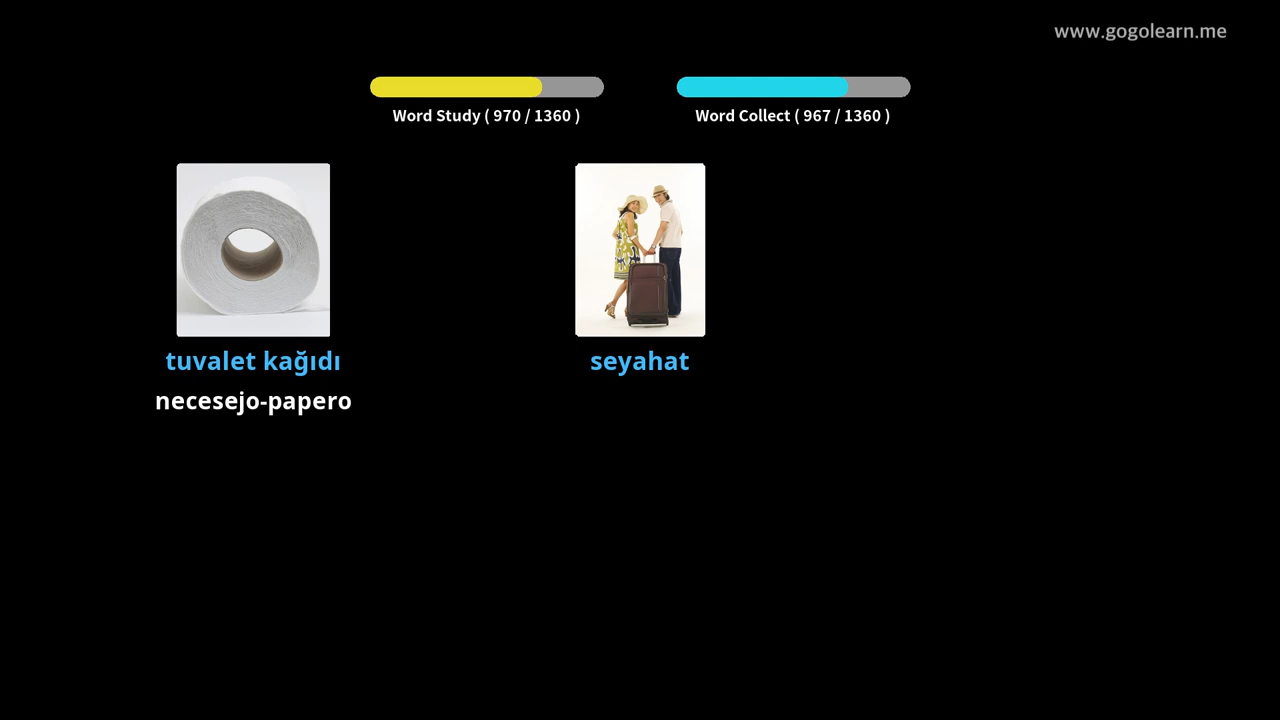 www.gogolearn.me
Word Study ( 970 / 1360 )
Word Collect ( 967 / 1360 )
tuvalet kağıdı
seyahat
necesejo-papero